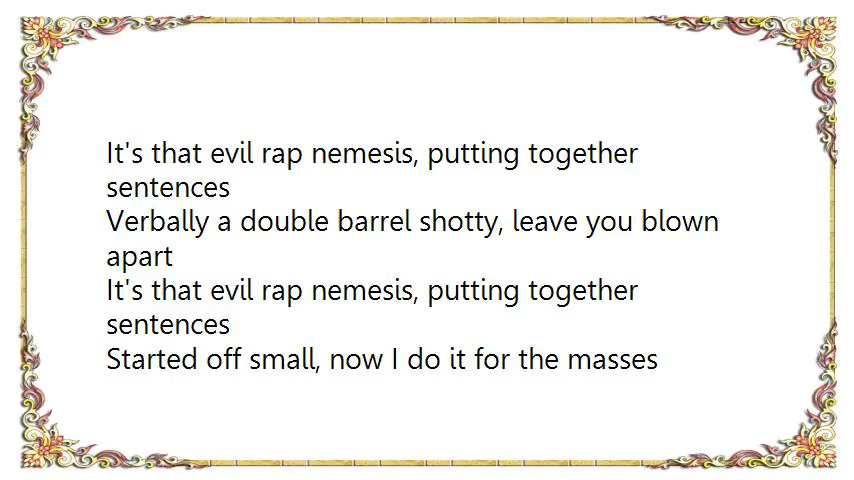 It's that evil rap nemesis, putting together
sentences
Verbally a double barrel shotty, leave you blown
apart
It's that evil rap nemesis, putting together
sentences
Started off small, now I do it for the masses